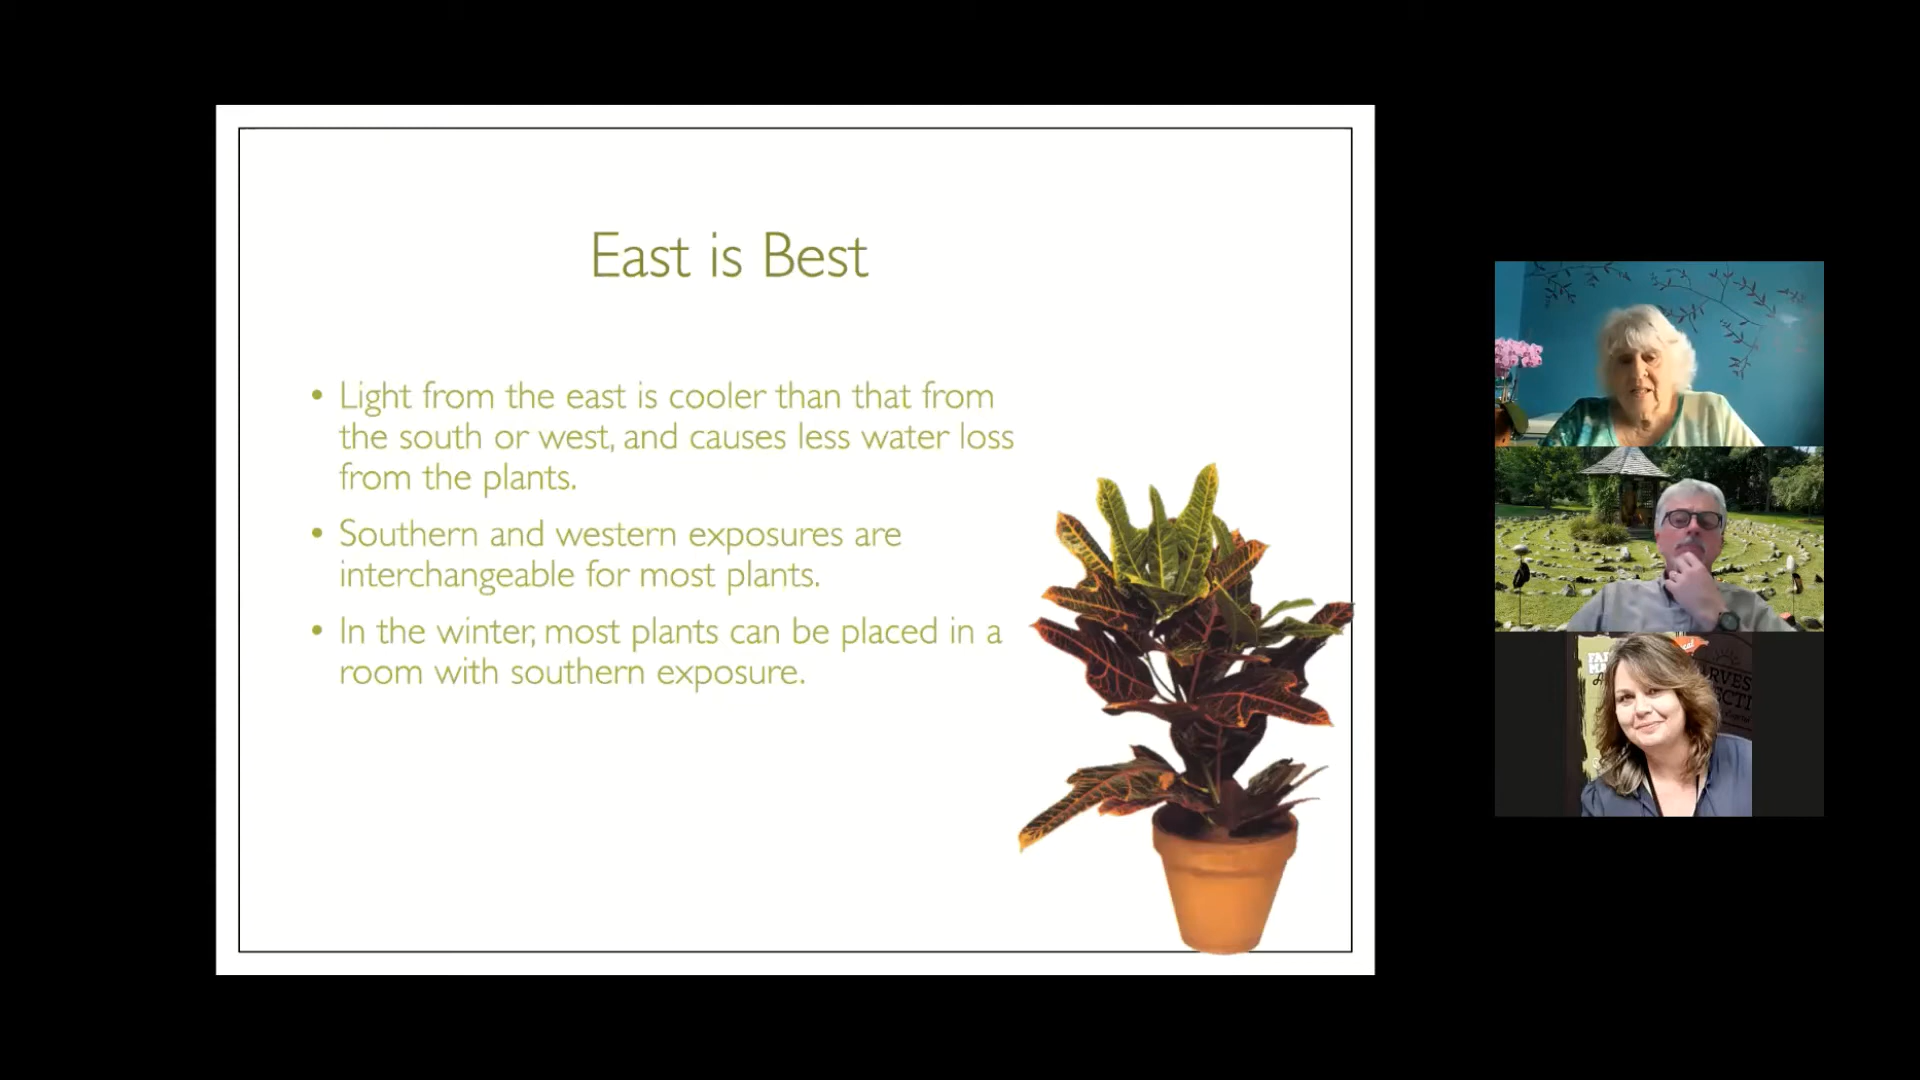 East is Best
• Light from the east is cooler than that from
the south or west, and causes less water loss
from the plants.
• Southern and western exposures are
interchangeable for most plants.
• In the winter, most plants can be placed in a
room with southern exposure.